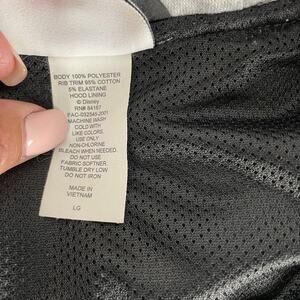 BODY 100% POLYESTER
RIB TRIM 95% COTTON
5% ELASTANE
HOOD LINING
© Disney
RN# 84167
FAC-032545-2001
MACHINE WASH
COLD WITH
LIKE COLORS.
USE ONLY
NON-CHLORINE
BLEACH WHEN NEEDED.
DO NOT USE
FABRIC SOFTNER.
TUMBLE DRY LOW
DO NOT IRON
MADE IN
VIETNAM
LG